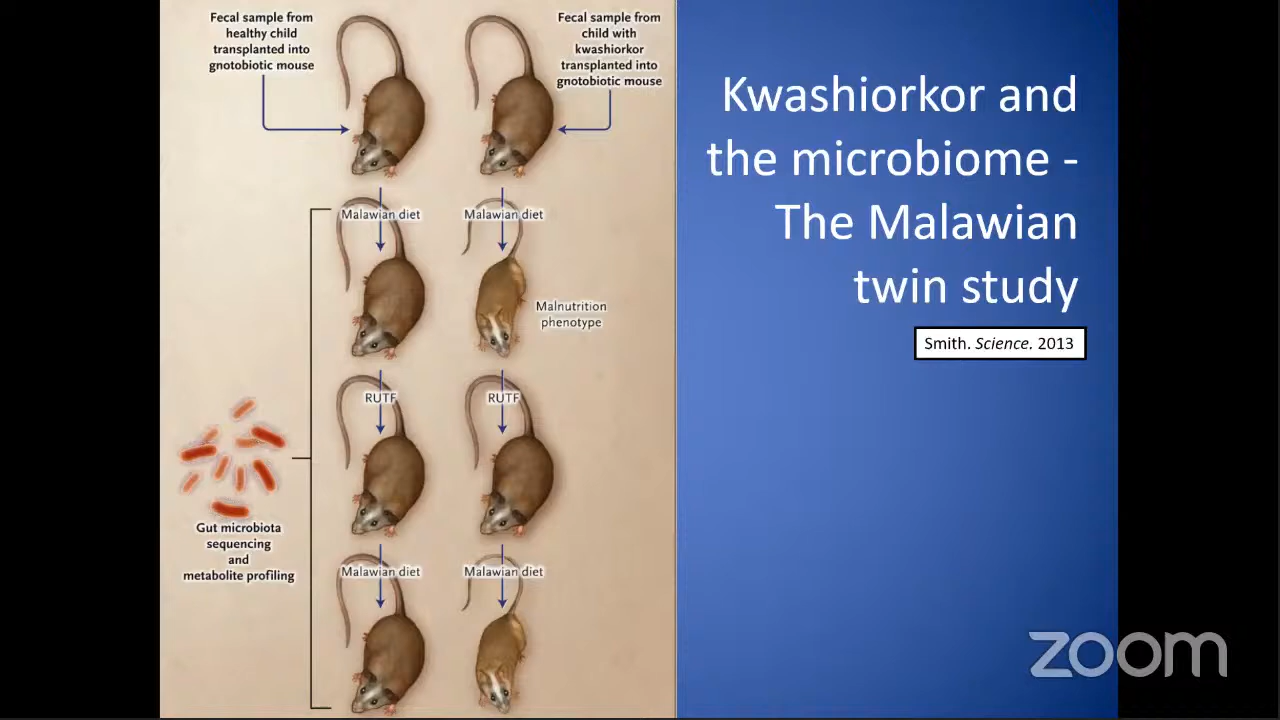 Fecal sample from
healthy child
transplanted into
gnotobiotic mouse
Fecal sample from
child with
kwashiorkor
transplanted into
gnotobiotic mouse
Malawian diet
Malawian diet
Malnutrition
phenotype
RUTF
RUTF
Gut microbiota
sequencing
and
metabolite profiling
Malawian diet
Malawian diet
Kwashiorkor and
the microbiome -
The Malawian
twin study
Smith. Science. 2013
zoom